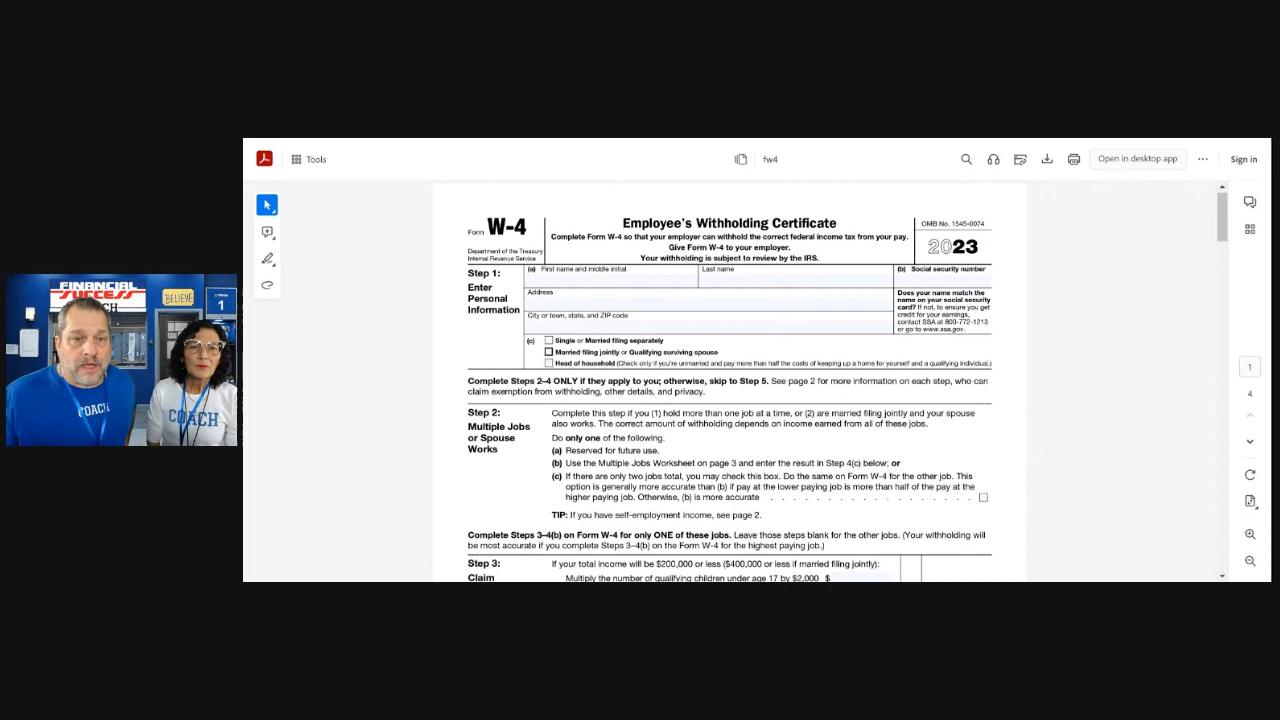 Tools
fw4
Open in desktop app
Sign in
Form W-4
Department of the Treasury
Internal Revenue Service
Employee's Withholding Certificate
Complete Form W-4 so that your employer can withhold the correct federal income tax from your pay.
Give Form W-4 to your employer.
Your withholding is subject to review by the IRS.
OMB No. 1545-0074
2023
Step 1:
Enter
Personal
Information
(a) First name and middle initial
Last name
(b) Social security number
Address
City or town, state, and ZIP code
Does your name match the
name on your social security
card? If not, to ensure you get
credit for your earnings,
contact SSA at 800-772-1213
or go to www.ssa.gov.
(c) Single or Married filing separately
Married filing jointly or Qualifying surviving spouse
Head of household (Check only if you're unmarried and pay more than half the costs of keeping up a home for yourself and a qualifying individual.)
Complete Steps 2–4 ONLY if they apply to you; otherwise, skip to Step 5. See page 2 for more information on each step, who can
claim exemption from withholding, other details, and privacy.
Step 2:
Multiple Jobs
or Spouse
Works
Complete this step if you (1) hold more than one job at a time, or (2) are married filing jointly and your spouse
also works. The correct amount of withholding depends on income earned from all of these jobs.
Do only one of the following.
(a) Reserved for future use.
(b) Use the Multiple Jobs Worksheet on page 3 and enter the result in Step 4(c) below; or
(c) If there are only two jobs total, you may check this box. Do the same on Form W-4 for the other job. This
option is generally more accurate than (b) if pay at the lower paying job is more than half of the pay at the
higher paying job. Otherwise, (b) is more accurate . . . . . . . . . . . . . . . . . .
TIP: If you have self-employment income, see page 2.
Complete Steps 3–4(b) on Form W-4 for only ONE of these jobs. Leave those steps blank for the other jobs. (Your withholding will
be most accurate if you complete Steps 3–4(b) on the Form W-4 for the highest paying job.)
Step 3:
Claim
If your total income will be $200,000 or less ($400,000 or less if married filing jointly):
Multiply the number of qualifying children under age 17 by $2,000 $
1
4
FINANCIAL
SUCCESS
COACH
BELIEVE
1
COACH
COACH